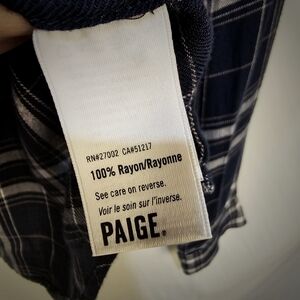 RN#27002 CA#51217
100% Rayon/Rayonne
See care on reverse.
Voir le soin sur l'inverse.
PAIGE.